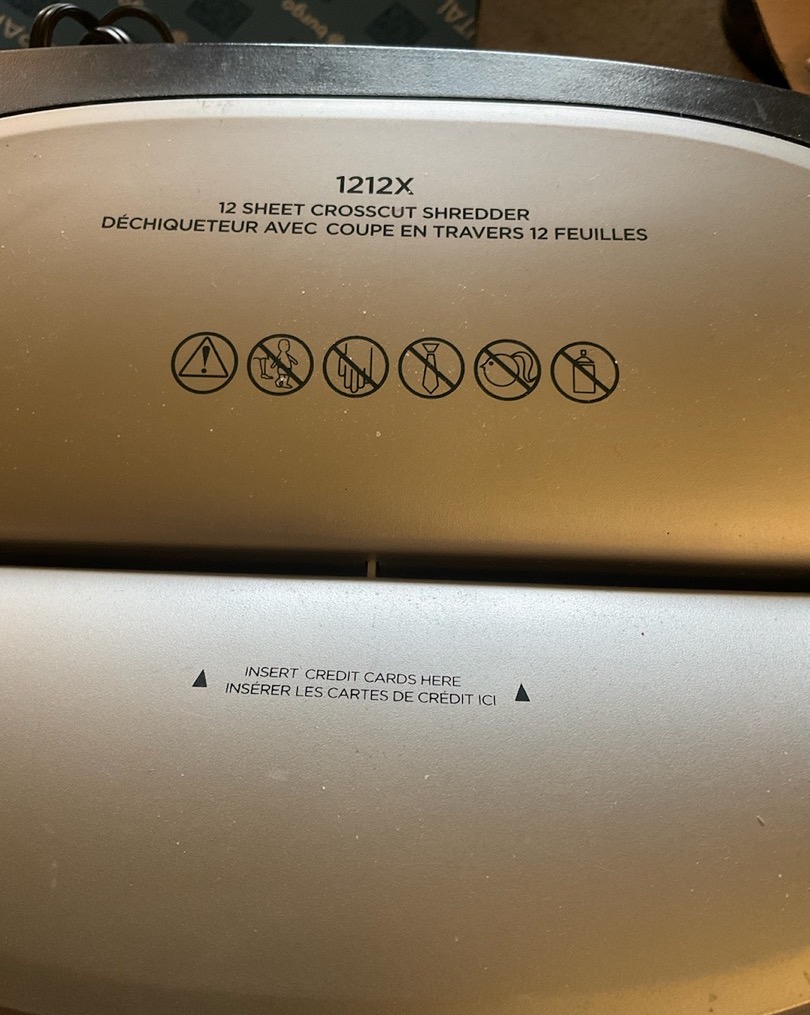 1212X
12 SHEET CROSSCUT SHREDDER
DÉCHIQUETEUR AVEC COUPE EN TRAVERS 12 FEUILLES
INSERT CREDIT CARDS HERE
INSÉRER LES CARTES DE CRÉDIT ICI